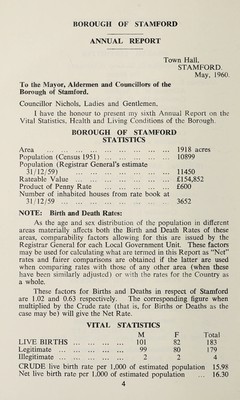 BOROUGH OF STAMFORD
ANNUAL REPORT
Town Hall,
STAMFORD.
May, 1960.
To the Mayor, Aldermen and Councillors of the
Borough of Stamford.
Councillor Nichols, Ladies and Gentlemen,
I have the honour to present my sixth Annual Report on the
Vital Statistics, Health and Living Conditions of the Borough.
BOROUGH OF STAMFORD
STATISTICS
Area ... ... ... ... ... ... ... ... 1918 acres
Population (Census 1951) ... ... ... ... ... 10899
Population (Registrar General's estimate
31/12/59) ... ... ... ... ... ... 11450
Rateable Value ... ... ... ... ... ... £154,852
Product of Penny Rate ... ... ... ... ... £600
Number of inhabited houses from rate book at
31/12/59 ... ... ... ... ... ... ... 3652
NOTE: Birth and Death Rates:
As the age and sex distribution of the population in different
areas materially affects both the Birth and Death Rates of these
areas, comparability factors allowing for this are issued by the
Registrar General for each Local Government Unit. These factors
may be used for calculating what are termed in this Report as "Net"
rates and fairer comparisons are obtained if the latter are used
when comparing rates with those of any other area (when these
have been similarly adjusted) or with the rates for the Country as
a whole.
These factors for Births and Deaths in respect of Stamford
are 1.02 and 0.63 respectively. The corresponding figure when
multiplied by the Crude rate (that is, for Births or Deaths as the
case may be) will give the Net Rate.
VITAL STATISTICS
M F Total
LIVE BIRTHS ... ... ... 101 82 183
Legitimate ... ... ... ... 99 80 179
Illegitimate ... ... ... ... 2 2 4
CRUDE live birth rate per 1,000 of estimated population 15.98
Net live birth rate per 1,000 of estimated population ... 16.30
4